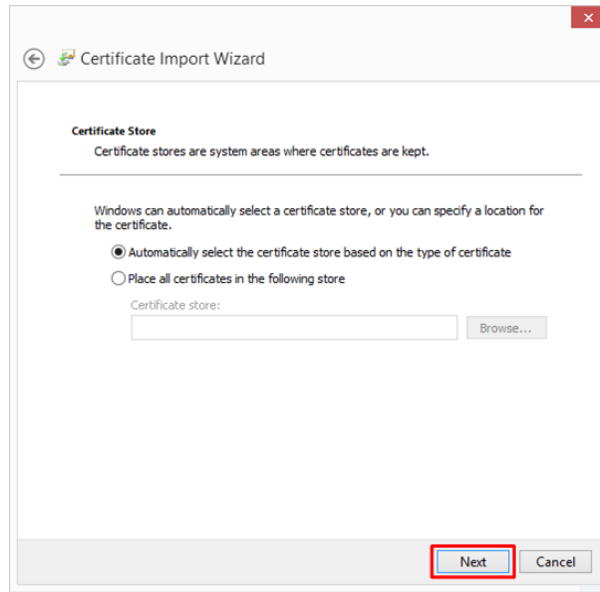 Certificate Import Wizard
Certificate Store
Certificate stores are system areas where certificates are kept.
Windows can automatically select a certificate store, or you can specify a location for
the certificate.
Automatically select the certificate store based on the type of certificate
Place all certificates in the following store
Certificate store:
Browse...
Next
Cancel